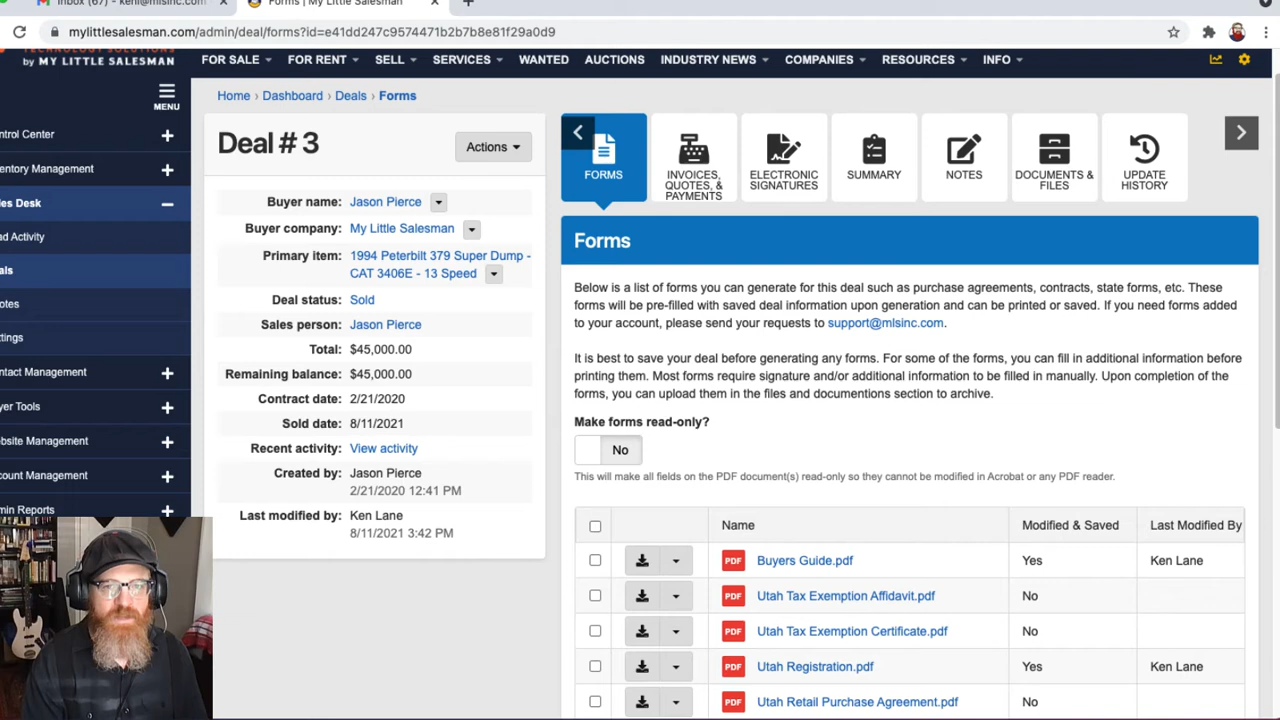 Inbox (67) - kenl@mlsinc.com
Forms | My Little Salesman
mylittlesalesman.com/admin/deal/forms?id=e41dd247c9574471b2b7b8e81f29a0d9
by MY LITTLE SALESMAN
FOR SALE FOR RENT SELL SERVICES WANTED AUCTIONS INDUSTRY NEWS COMPANIES RESOURCES INFO
MENU
ntrol Center
entory Management
les Desk
ad Activity
als
otes
ttings
ntact Management
yer Tools
ebsite Management
count Management
min Reports
Home › Dashboard › Deals › Forms
Deal # 3
Actions
Buyer name: Jason Pierce
Buyer company: My Little Salesman
Primary item: 1994 Peterbilt 379 Super Dump -
CAT 3406E - 13 Speed
Deal status: Sold
Sales person: Jason Pierce
Total: $45,000.00
Remaining balance: $45,000.00
Contract date: 2/21/2020
Sold date: 8/11/2021
Recent activity: View activity
Created by: Jason Pierce
2/21/2020 12:41 PM
Last modified by: Ken Lane
8/11/2021 3:42 PM
FORMS
INVOICES,
QUOTES, &
PAYMENTS
ELECTRONIC
SIGNATURES
SUMMARY
NOTES
DOCUMENTS &
FILES
UPDATE
HISTORY
Forms
Below is a list of forms you can generate for this deal such as purchase agreements, contracts, state forms, etc. These
forms will be pre-filled with saved deal information upon generation and can be printed or saved. If you need forms added
to your account, please send your requests to support@mlsinc.com.
It is best to save your deal before generating any forms. For some of the forms, you can fill in additional information before
printing them. Most forms require signature and/or additional information to be filled in manually. Upon completion of the
forms, you can upload them in the files and documentions section to archive.
Make forms read-only?
No
This will make all fields on the PDF document(s) read-only so they cannot be modified in Acrobat or any PDF reader.
Name Modified & Saved Last Modified By
PDF Buyers Guide.pdf Yes Ken Lane
PDF Utah Tax Exemption Affidavit.pdf No
PDF Utah Tax Exemption Certificate.pdf No
PDF Utah Registration.pdf Yes Ken Lane
PDF Utah Retail Purchase Agreement.pdf No